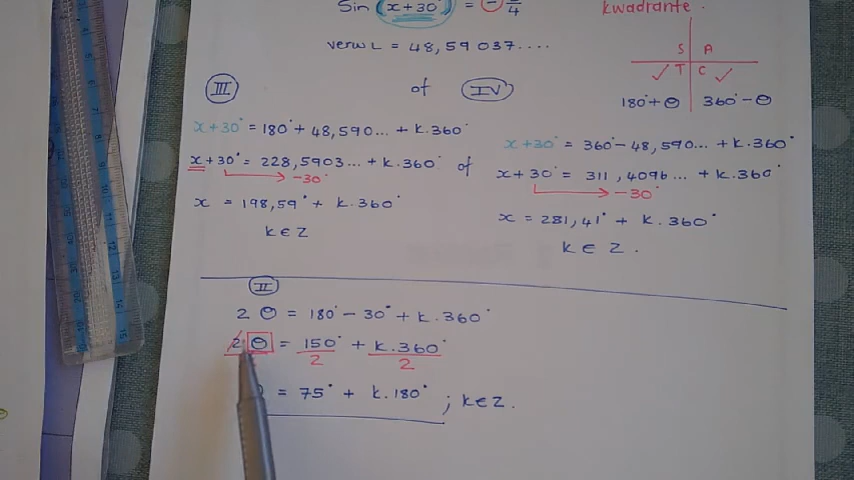 Sin (x+30°) = - 3/4
kwadrante.
verwL = 48,59037....
S A
T C
180°+θ 360°-θ
III of IV
x+30° = 180° + 48,590... + k.360°
x+30° = 228,5903... + k.360° of
-30°
x = 198,59° + k.360°
k∈Z
x+30° = 360° - 48,590... + k.360°
x+30° = 311,4096... + k.360°
-30°
x = 281,41° + k.360°
k∈Z.
II
2θ = 180° - 30° + k.360°
2θ = 150°/2 + k.360°/2
= 75° + k.180° ; k∈Z.